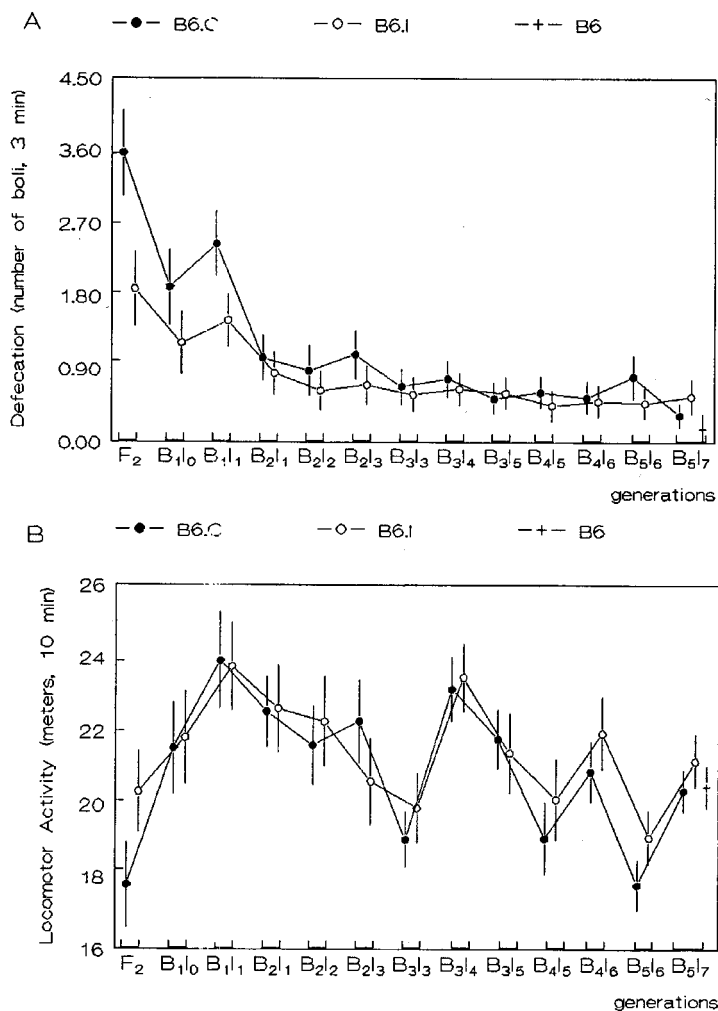 A
B6.C B6.I B6
Defecation (number of boli, 3 min)
4.50
3.60
2.70
1.80
0.90
0.00
F2 B1I0 B1I1 B2I1 B2I2 B2I3 B3I3 B3I4 B3I5 B4I5 B4I6 B5I6 B5I7
generations
B
B6.C B6.I B6
Locomotor Activity (meters, 10 min)
26
24
22
20
18
16
F2 B1I0 B1I1 B2I1 B2I2 B2I3 B3I3 B3I4 B3I5 B4I5 B4I6 B5I6 B5I7
generations